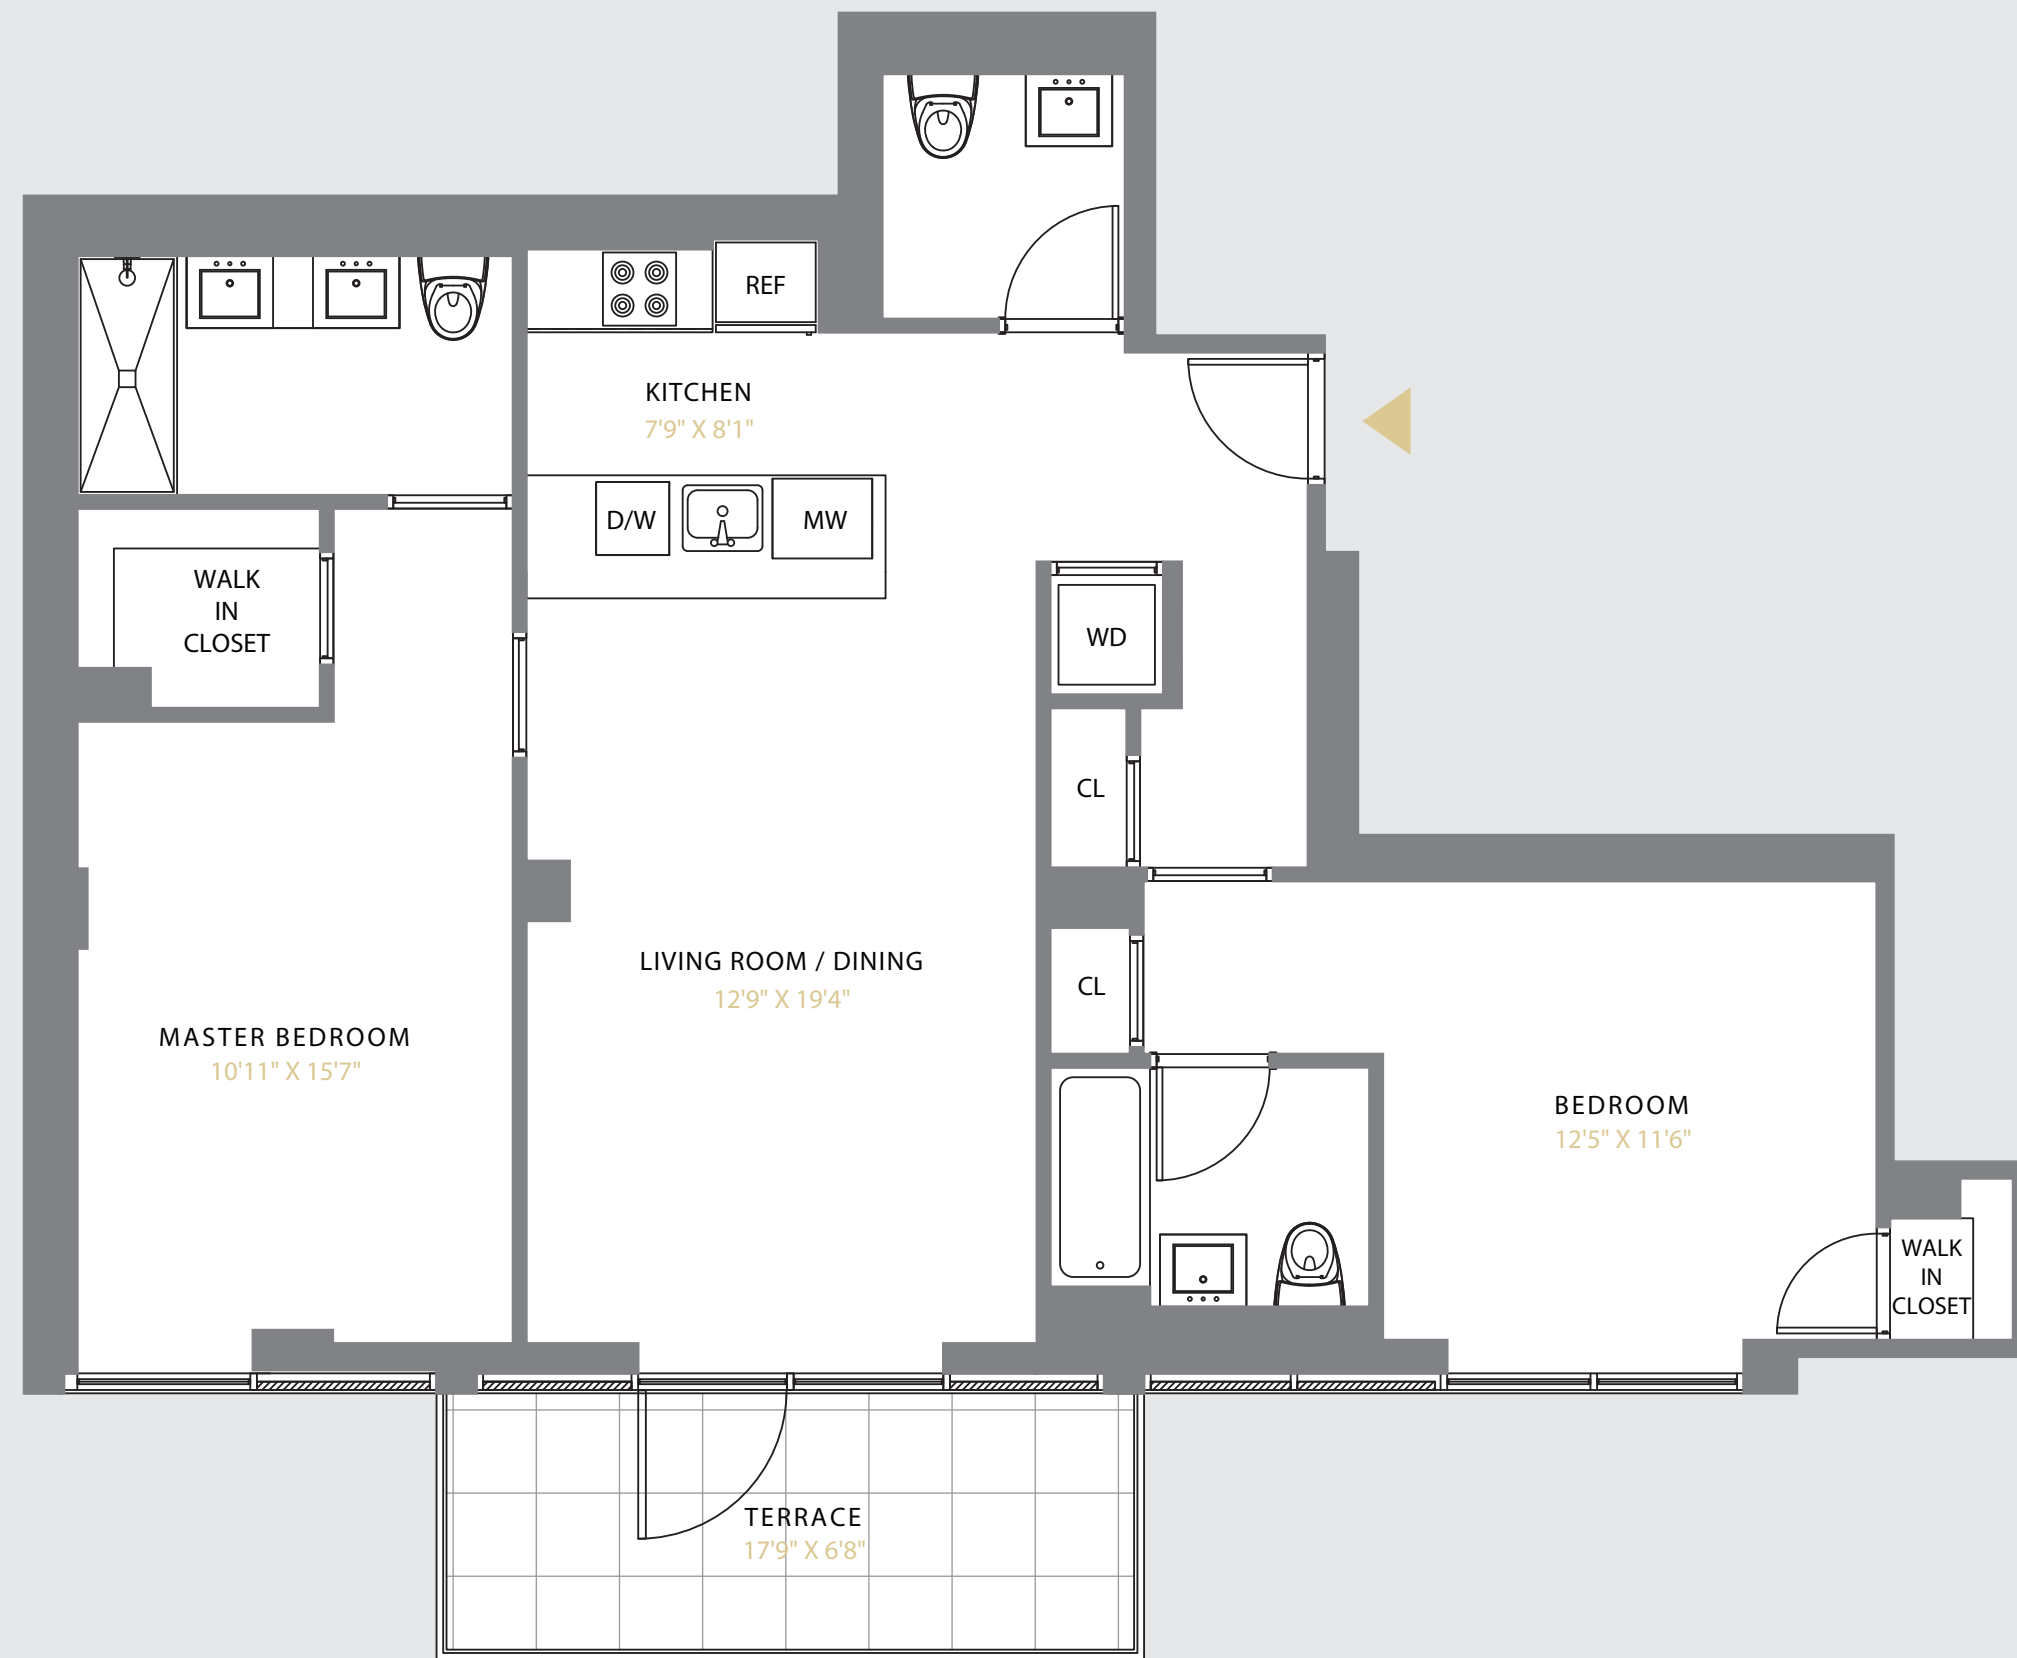 REF
KITCHEN
7'9" X 8'1"
D/W
MW
WALK
IN
CLOSET
WD
CL
LIVING ROOM / DINING
12'9" X 19'4"
CL
MASTER BEDROOM
10'11" X 15'7"
BEDROOM
12'5" X 11'6"
WALK
IN
CLOSET
TERRACE
17'9" X 6'8"